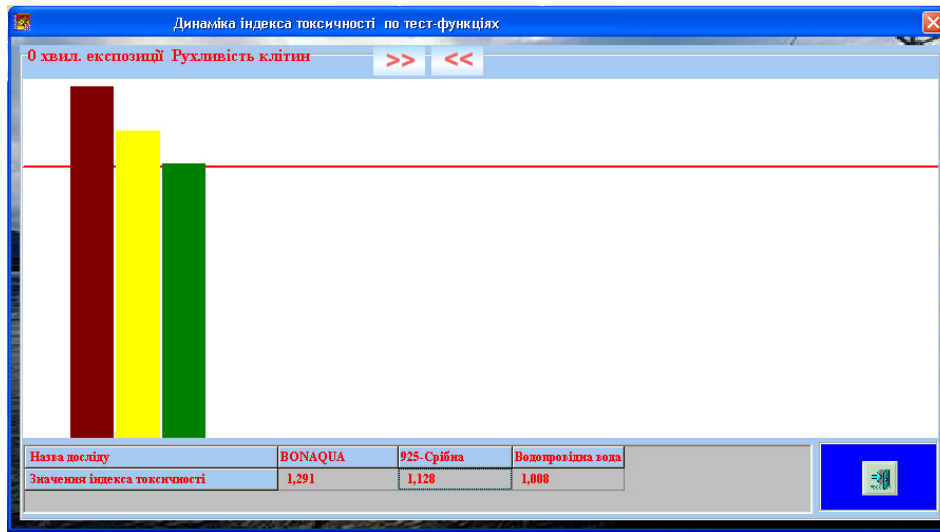 Динаміка індекса токсичності по тест-функціях
0 хвил. експозиції Рухливість клітин
>> <<
Назва досліду BONAQUA 925-Срібна Водопровідна вода
Значення індекса токсичності 1,291 1,128 1,008